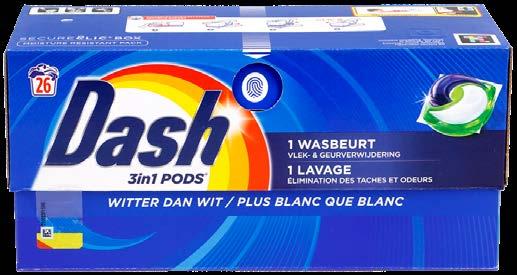 SECURE CLIC BOX
MOISTURE RESISTANT PACK
26
Dash
3in1 PODS
1 WASBEURT
VLEK- & GEURVERWIJDERING
1 LAVAGE
ÉLIMINATION DES TACHES ET ODEURS
WITTER DAN WIT / PLUS BLANC QUE BLANC